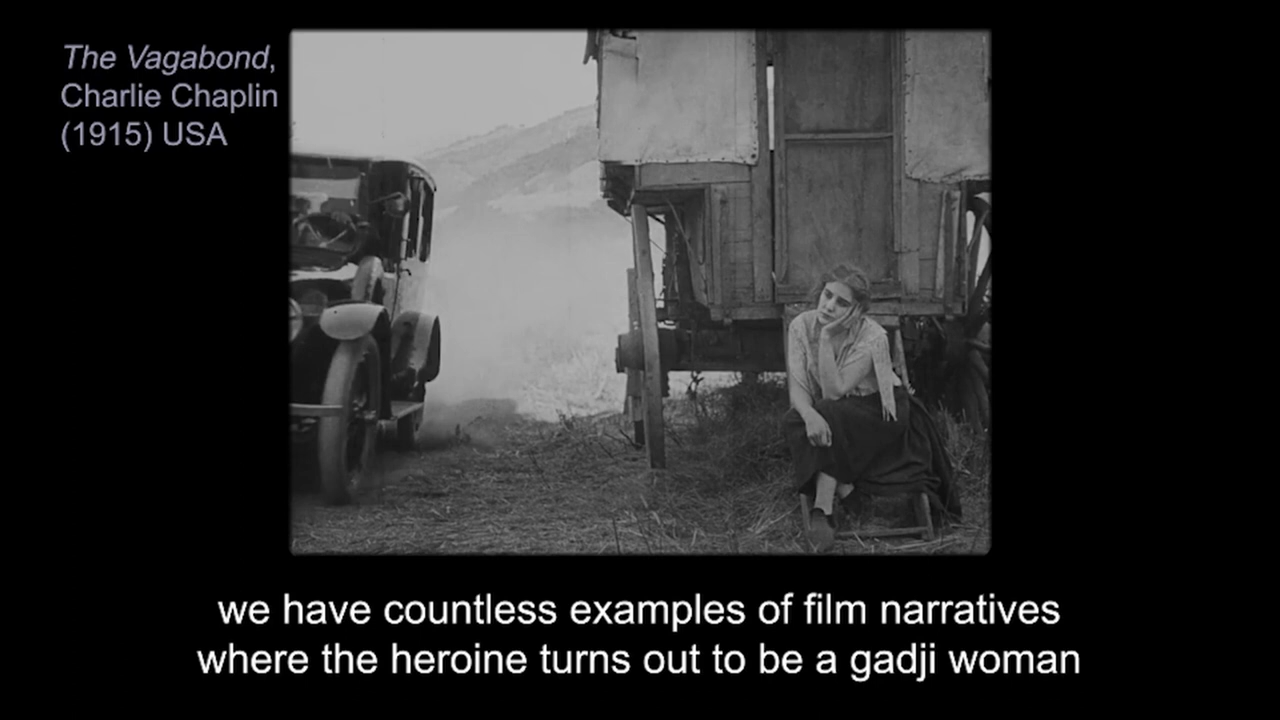 The Vagabond,
Charlie Chaplin
(1915) USA
we have countless examples of film narratives
where the heroine turns out to be a gadji woman